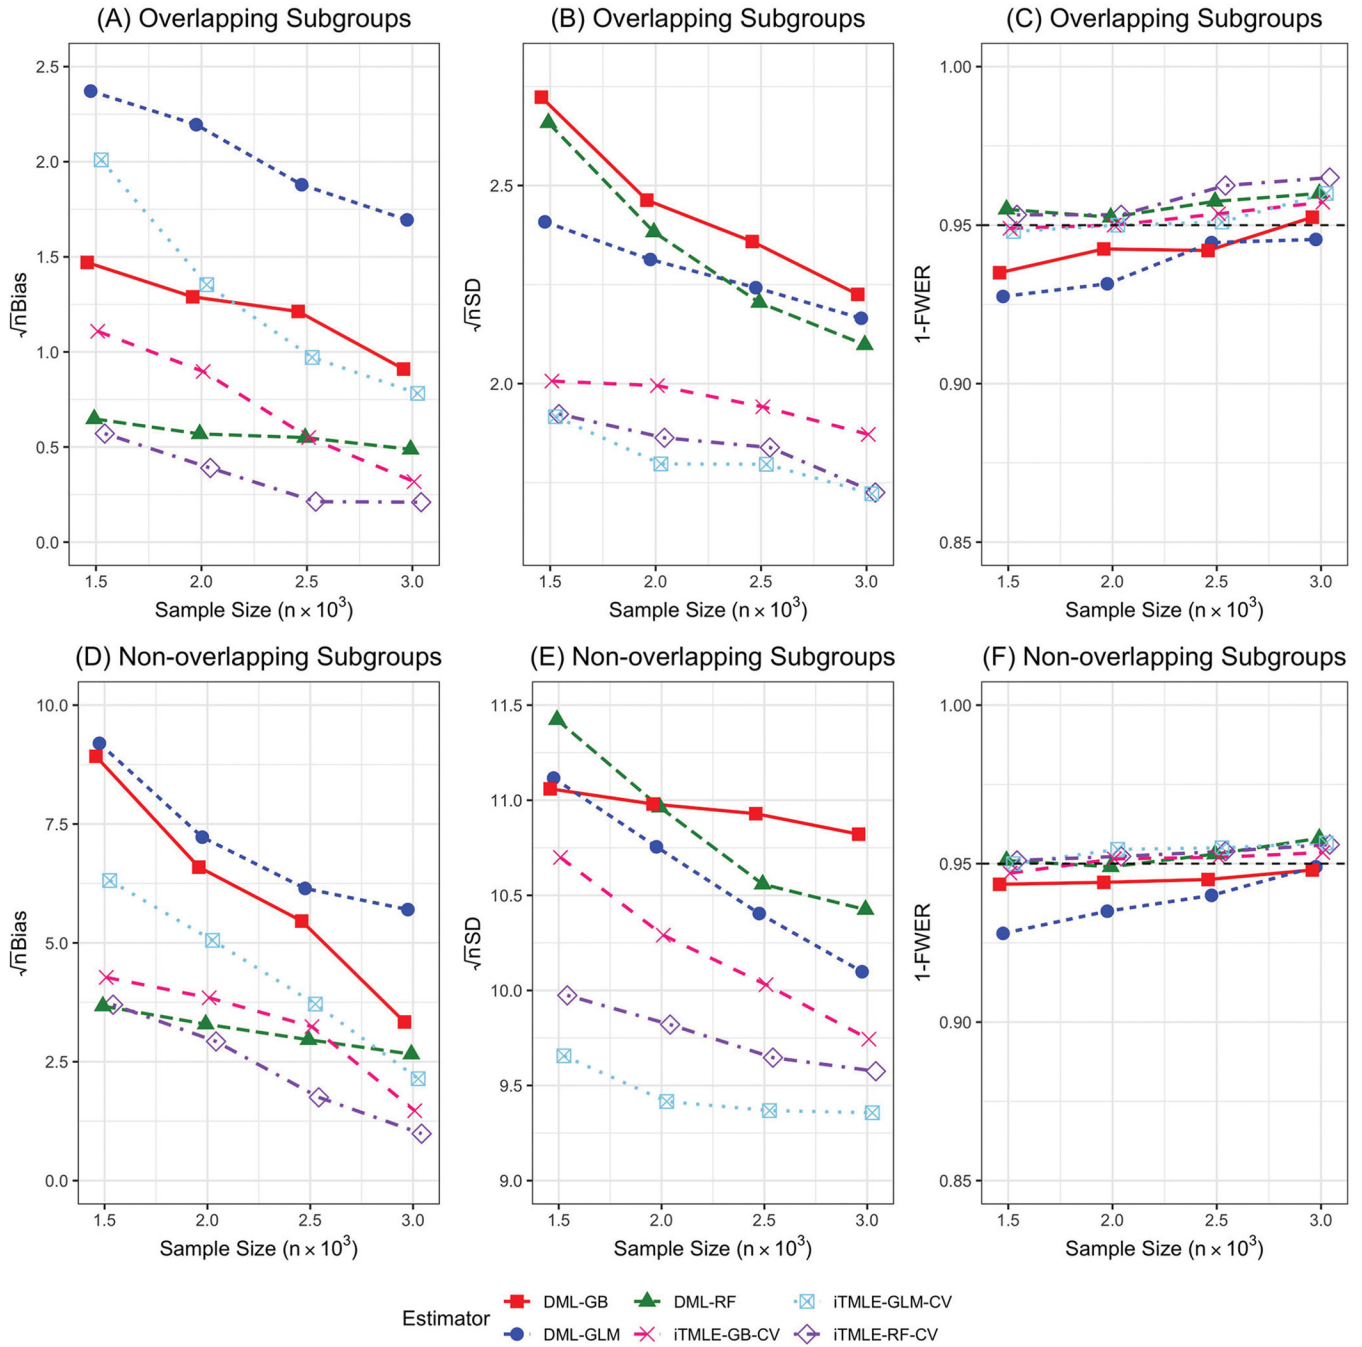 (A) Overlapping Subgroups
(B) Overlapping Subgroups
(C) Overlapping Subgroups
√nBias
2.5
2.0
1.5
1.0
0.5
0.0
1.5 2.0 2.5 3.0
Sample Size (n × 10³)
√nSD
2.5
2.0
1.5 2.0 2.5 3.0
Sample Size (n × 10³)
1-FWER
1.00
0.95
0.90
0.85
1.5 2.0 2.5 3.0
Sample Size (n × 10³)
(D) Non-overlapping Subgroups
(E) Non-overlapping Subgroups
(F) Non-overlapping Subgroups
√nBias
10.0
7.5
5.0
2.5
0.0
1.5 2.0 2.5 3.0
Sample Size (n × 10³)
√nSD
11.5
11.0
10.5
10.0
9.5
9.0
1.5 2.0 2.5 3.0
Sample Size (n × 10³)
1-FWER
1.00
0.95
0.90
0.85
1.5 2.0 2.5 3.0
Sample Size (n × 10³)
Estimator
DML-GB DML-RF iTMLE-GLM-CV
DML-GLM iTMLE-GB-CV iTMLE-RF-CV